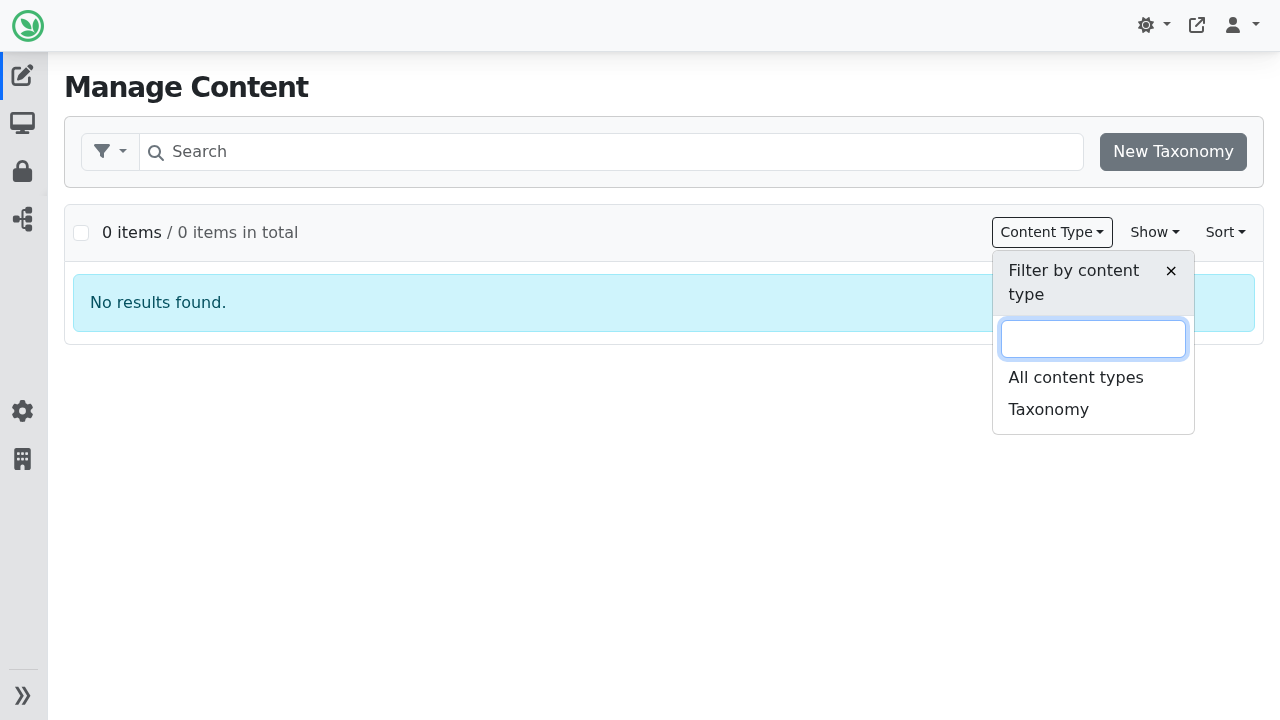 Manage Content
Search
New Taxonomy
0 items / 0 items in total
Content Type
Show
Sort
Filter by content
type
No results found.
All content types
Taxonomy